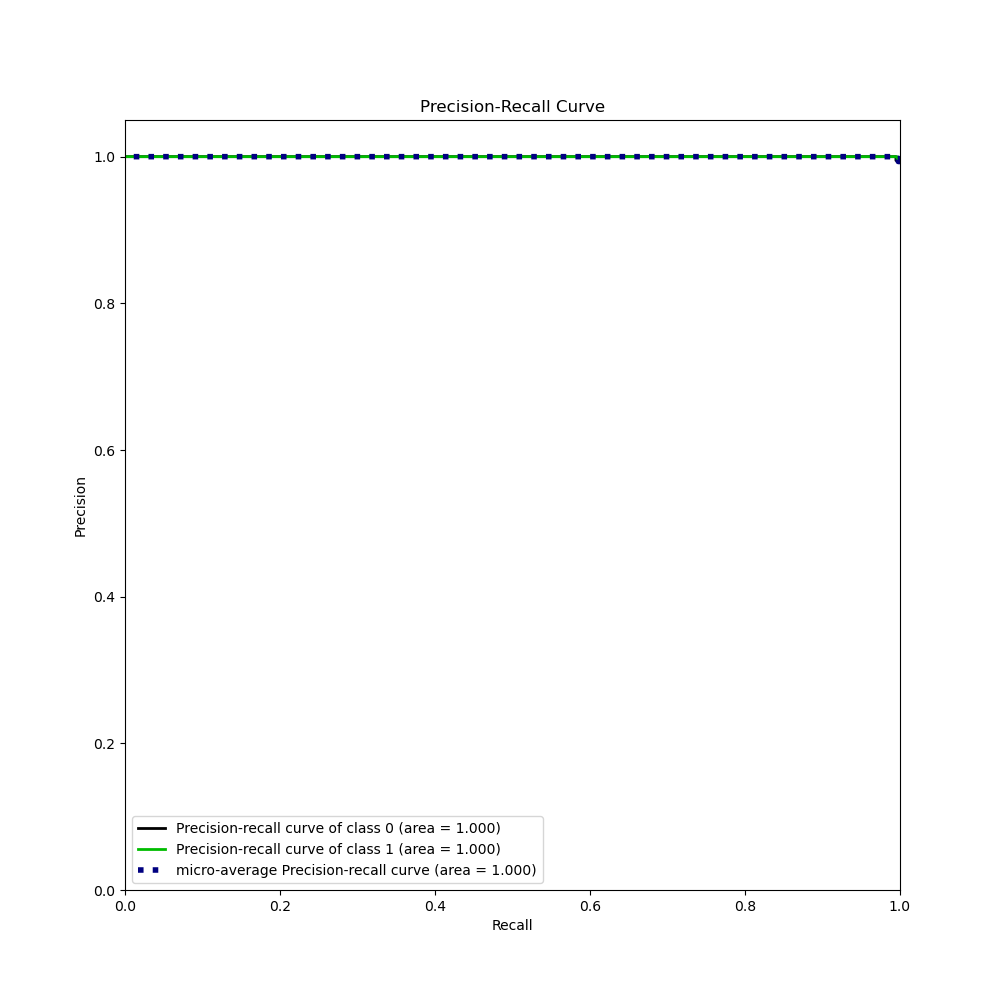 Precision-Recall Curve
1.0
0.8
0.6
0.4
0.2
0.0
Precision
Precision-recall curve of class 0 (area = 1.000)
Precision-recall curve of class 1 (area = 1.000)
micro-average Precision-recall curve (area = 1.000)
0.0 0.2 0.4 0.6 0.8 1.0
Recall